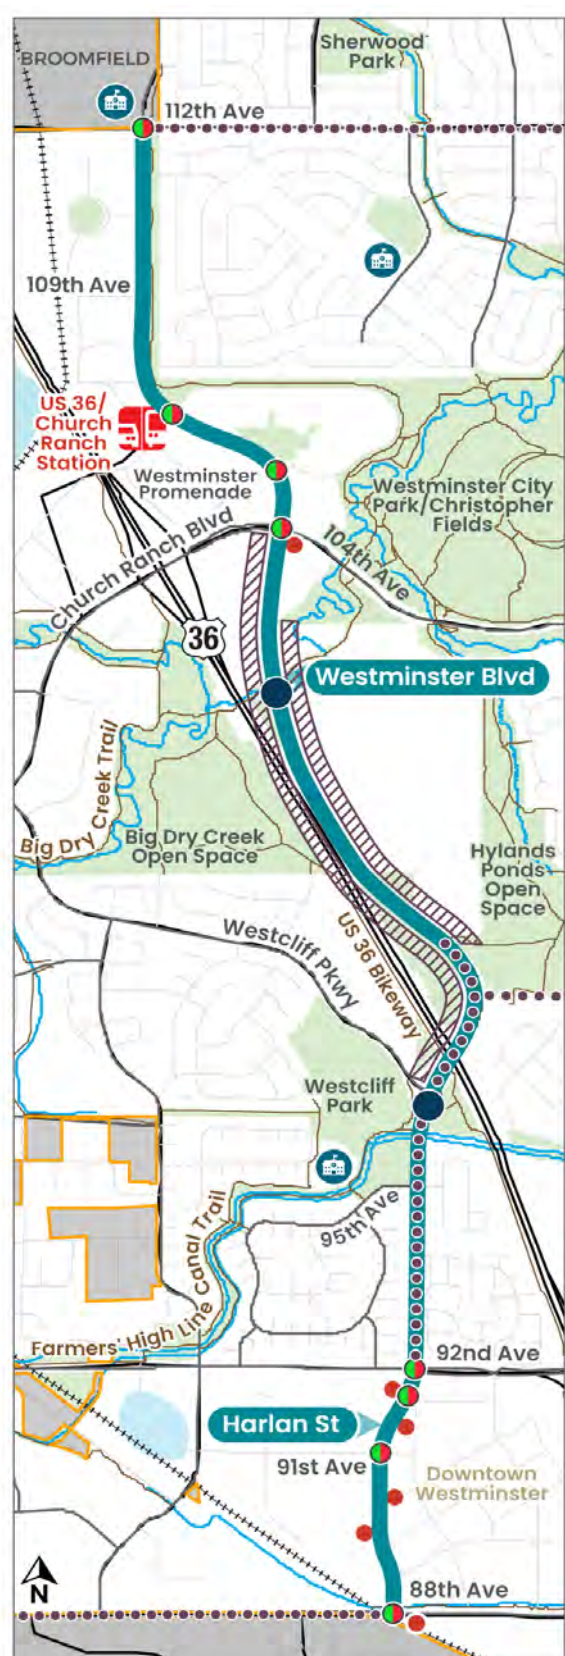 BROOMFIELD
Sherwood
Park
112th Ave
109th Ave
US 36/
Church
Ranch
Station
Westminster
Promenade
Westminster City
Park/Christopher
Fields
Church Ranch Blvd
104th Ave
36
Westminster Blvd
Big Dry Creek Trail
Big Dry Creek
Open Space
Hylands
Ponds
Open
Space
Westcliff Pkwy
US 36 Bikeway
Westcliff
Park
95th Ave
Farmers' High Line Canal Trail
92nd Ave
Harlan St
91st Ave
Downtown
Westminster
88th Ave
N